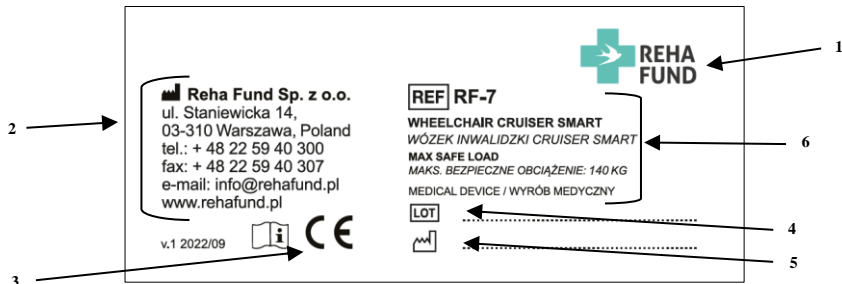 REHA
FUND
1
2
Reha Fund Sp. z o.o.
ul. Staniewicka 14,
03-310 Warszawa, Poland
tel.: + 48 22 59 40 300
fax: + 48 22 59 40 307
e-mail: info@rehafund.pl
www.rehafund.pl
v.1 2022/09
i
CE
3
REF RF-7
WHEELCHAIR CRUISER SMART
WÓZEK INWALIDZKI CRUISER SMART
MAX SAFE LOAD
MAKS. BEZPIECZNE OBCIĄŻENIE: 140 KG
MEDICAL DEVICE / WYRÓB MEDYCZNY
6
LOT
4
5